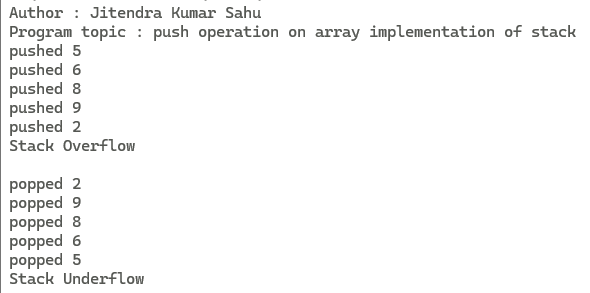 Author : Jitendra Kumar Sahu
Program topic : push operation on array implementation of stack
pushed 5
pushed 6
pushed 8
pushed 9
pushed 2
Stack Overflow

popped 2
popped 9
popped 8
popped 6
popped 5
Stack Underflow